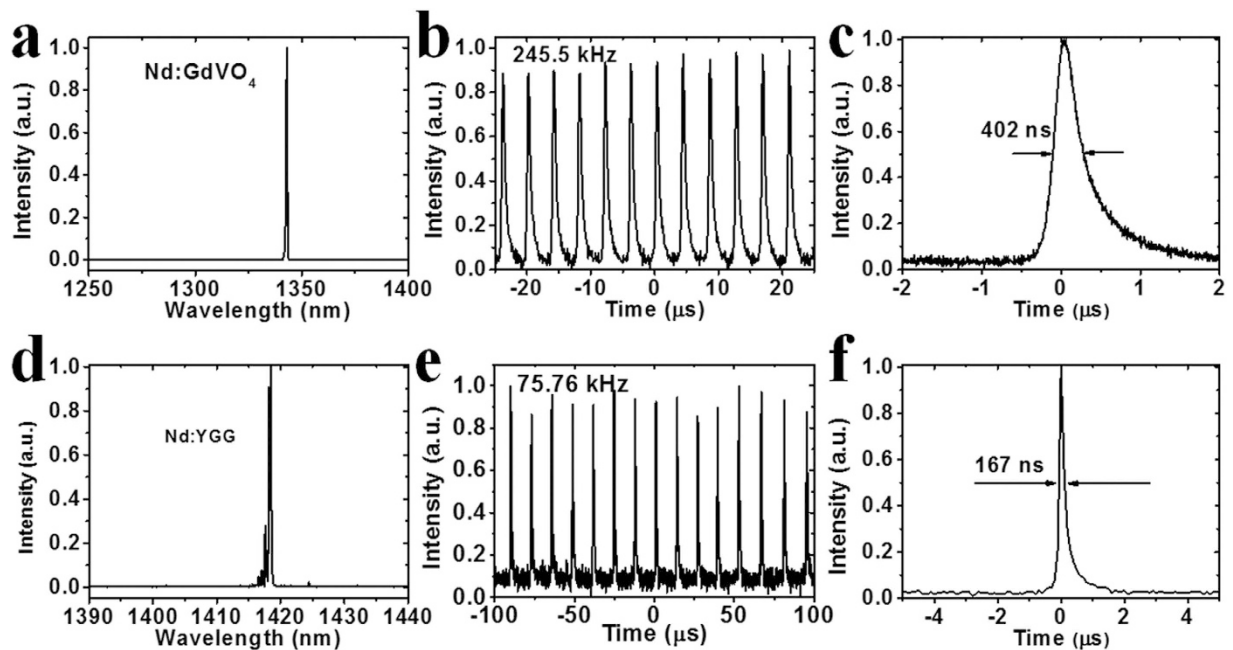 a
Nd:GdVO4
Intensity (a.u.)
1.0
0.8
0.6
0.4
0.2
0.0
1250 1300 1350 1400
Wavelength (nm)
b
245.5 kHz
Intensity (a.u.)
1.0
0.8
0.6
0.4
0.2
0.0
-20 -10 0 10 20
Time (μs)
c
402 ns
Intensity (a.u.)
1.0
0.8
0.6
0.4
0.2
0.0
-2 -1 0 1 2
Time (μs)
d
Nd:YGG
Intensity (a.u.)
1.0
0.8
0.6
0.4
0.2
0.0
1390 1400 1410 1420 1430 1440
Wavelength (nm)
e
75.76 kHz
Intensity (a.u.)
1.0
0.8
0.6
0.4
0.2
0.0
-100 -50 0 50 100
Time (μs)
f
167 ns
Intensity (a.u.)
1.0
0.8
0.6
0.4
0.2
0.0
-4 -2 0 2 4
Time (μs)